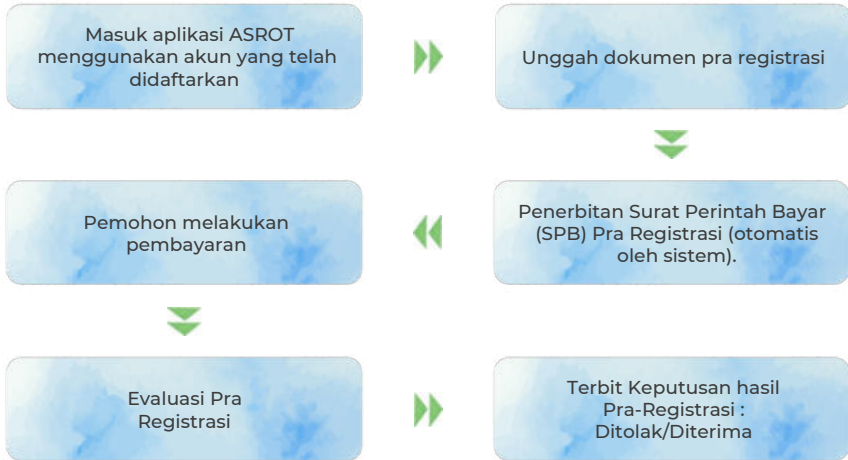 Masuk aplikasi ASROT
menggunakan akun yang telah
didaftarkan
Unggah dokumen pra registrasi
Penerbitan Surat Perintah Bayar
(SPB) Pra Registrasi (otomatis
oleh sistem).
Pemohon melakukan
pembayaran
Evaluasi Pra
Registrasi
Terbit Keputusan hasil
Pra-Registrasi :
Ditolak/Diterima